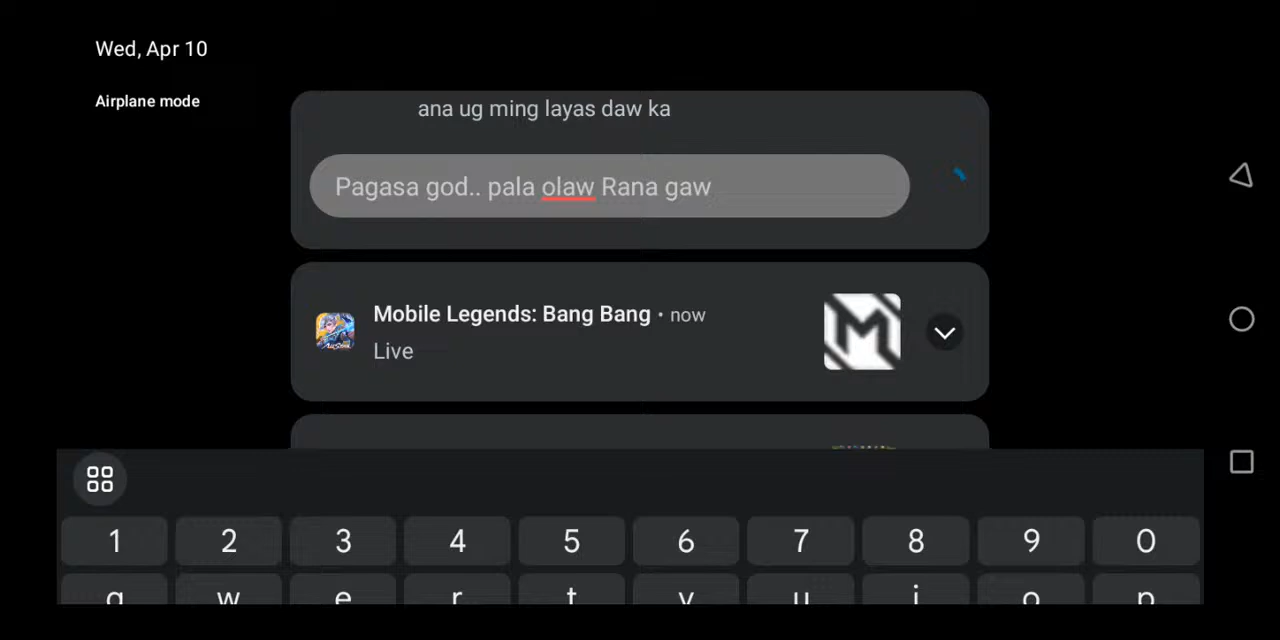 Wed, Apr 10
Airplane mode
ana ug ming layas daw ka
Pagasa god.. pala olaw Rana gaw
Mobile Legends: Bang Bang • now
Live
1 2 3 4 5 6 7 8 9 0
q w e r t y u i o p